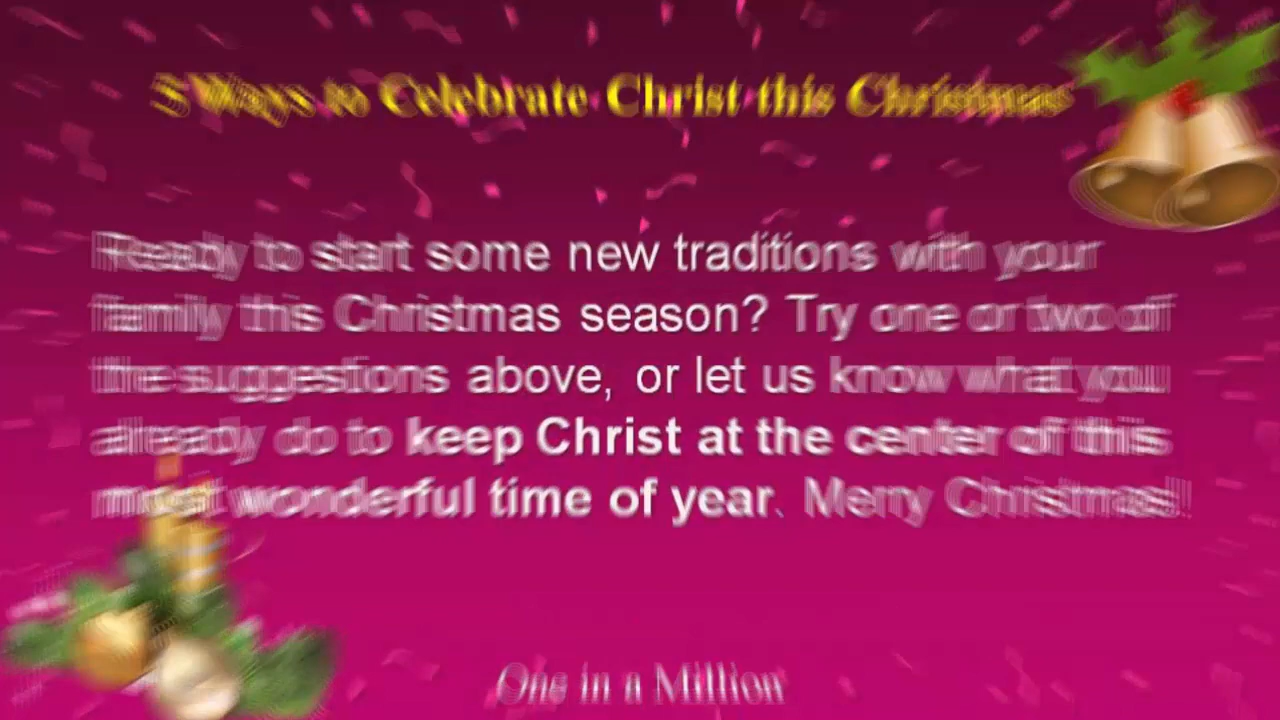 5 Ways to Celebrate Christ this Christmas
Ready to start some new traditions with your
family this Christmas season? Try one or two of
the suggestions above, or let us know what you
already do to keep Christ at the center of this
most wonderful time of year. Merry Christmas!!
One in a Million